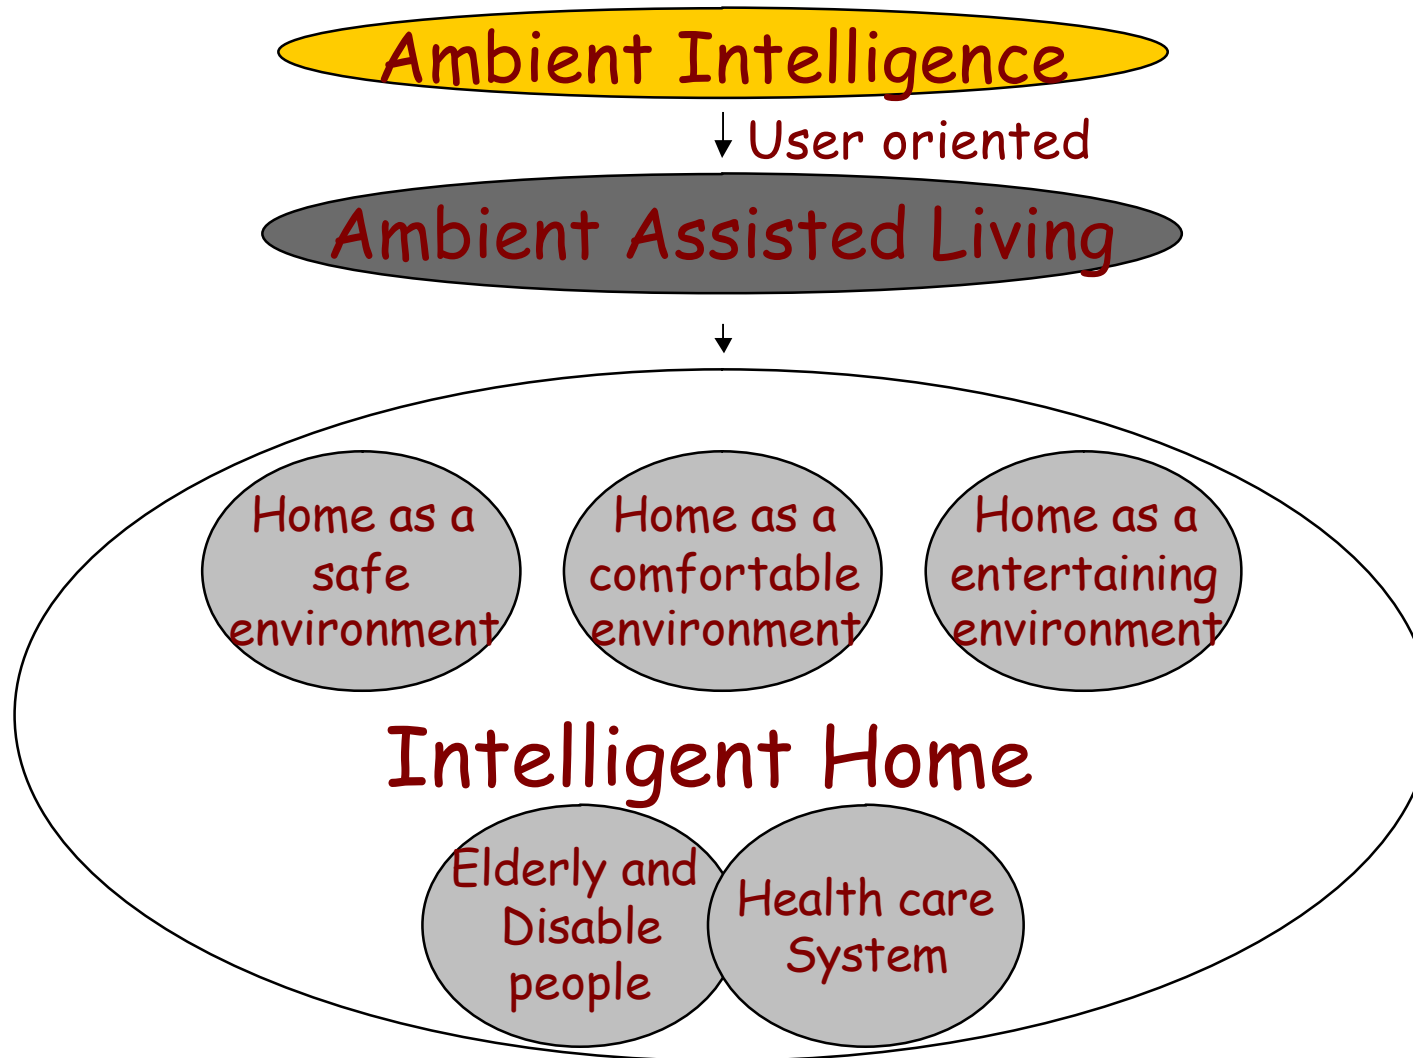 Ambient Intelligence
User oriented
Ambient Assisted Living
Home as a
safe
environment
Home as a
comfortable
environment
Home as a
entertaining
environment
Intelligent Home
Elderly and
Disable
people
Health care
System